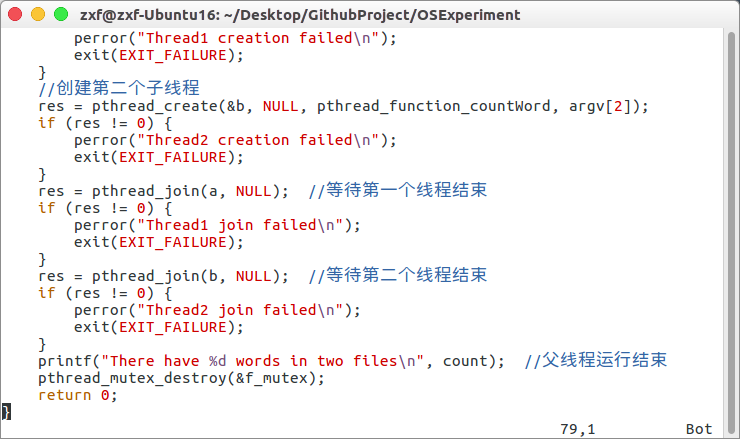 zxf@zxf-Ubuntu16: ~/Desktop/GithubProject/OSExperiment
        perror("Thread1 creation failed\n");
        exit(EXIT_FAILURE);
    }
    //创建第二个子线程
    res = pthread_create(&b, NULL, pthread_function_countWord, argv[2]);
    if (res != 0) {
        perror("Thread2 creation failed\n");
        exit(EXIT_FAILURE);
    }
    res = pthread_join(a, NULL);  //等待第一个线程结束
    if (res != 0) {
        perror("Thread1 join failed\n");
        exit(EXIT_FAILURE);
    }
    res = pthread_join(b, NULL);  //等待第二个线程结束
    if (res != 0) {
        perror("Thread2 join failed\n");
        exit(EXIT_FAILURE);
    }
    printf("There have %d words in two files\n", count);  //父线程运行结束
    pthread_mutex_destroy(&f_mutex);
    return 0;
}
79,1          Bot